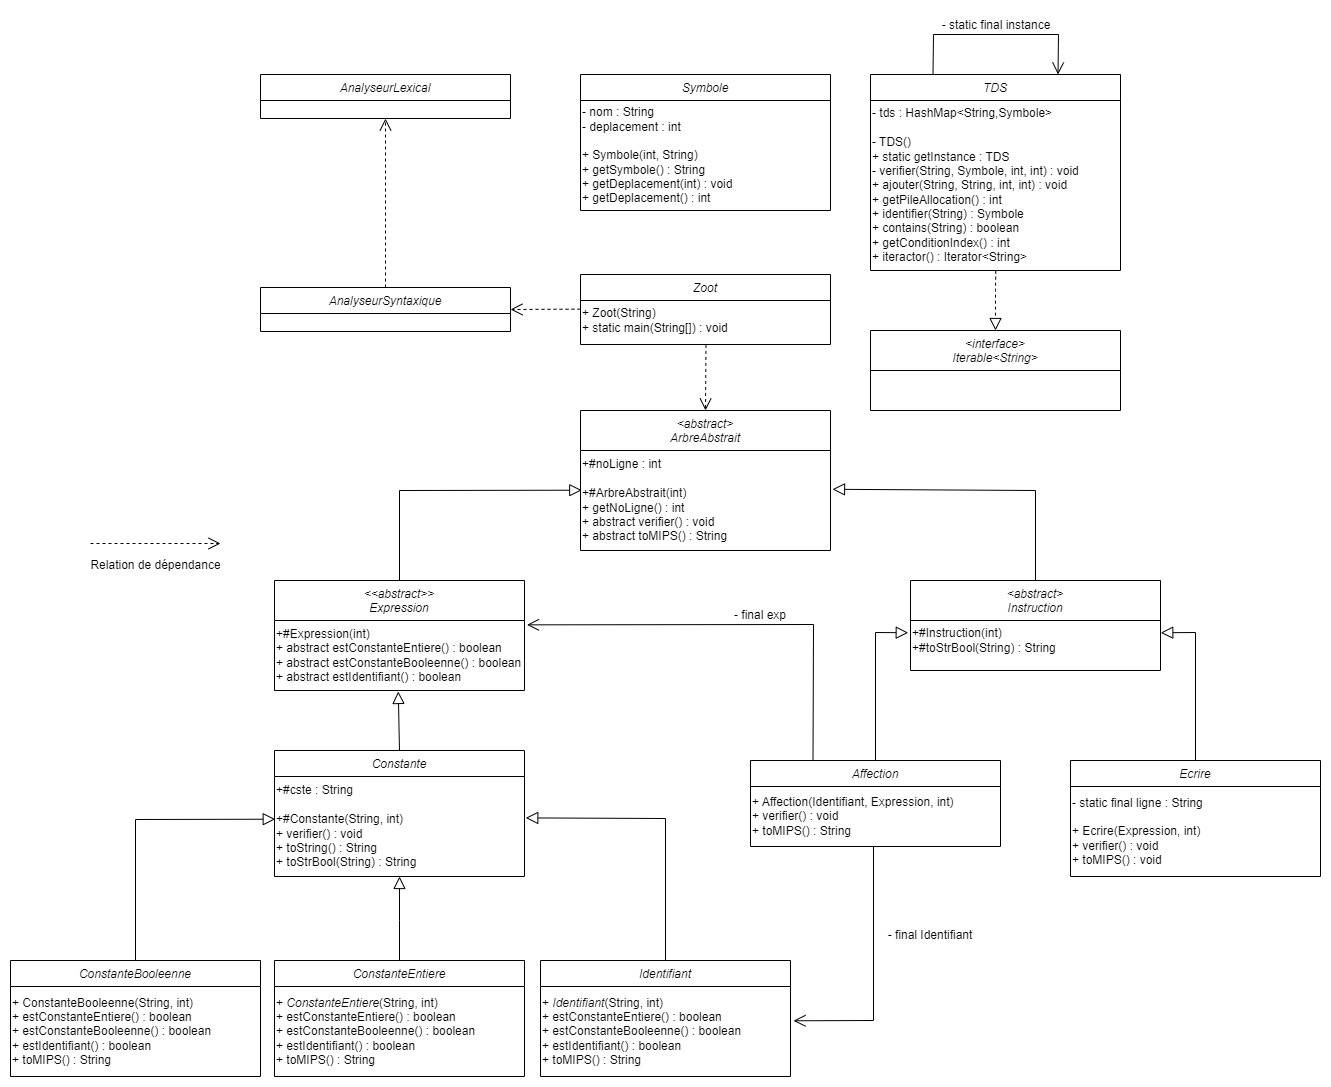 - static final instance
AnalyseurLexical
Symbole
- nom : String
- deplacement : int
+ Symbole(int, String)
+ getSymbole() : String
+ getDeplacement(int) : void
+ getDeplacement() : int
TDS
- tds : HashMap<String,Symbole>
- TDS()
+ static getInstance : TDS
- verifier(String, Symbole, int, int) : void
+ ajouter(String, String, int, int) : void
+ getPileAllocation() : int
+ identifier(String) : Symbole
+ contains(String) : boolean
+ getConditionIndex() : int
+ iteractor() : Iterator<String>
AnalyseurSyntaxique
Zoot
+ Zoot(String)
+ static main(String[]) : void
<interface>
Iterable<String>
<abstract>
ArbreAbstrait
+#noLigne : int
+#ArbreAbstrait(int)
+ getNoLigne() : int
+ abstract verifier() : void
+ abstract toMIPS() : String
Relation de dépendance
<<abstract>>
Expression
+#Expression(int)
+ abstract estConstanteEntiere() : boolean
+ abstract estConstanteBooleenne() : boolean
+ abstract estIdentifiant() : boolean
- final exp
<abstract>
Instruction
+#Instruction(int)
+#toStrBool(String) : String
Constante
+#cste : String
+#Constante(String, int)
+ verifier() : void
+ toString() : String
+ toStrBool(String) : String
Affection
+ Affection(Identifiant, Expression, int)
+ verifier() : void
+ toMIPS() : String
Ecrire
- static final ligne : String
+ Ecrire(Expression, int)
+ verifier() : void
+ toMIPS() : void
- final Identifiant
ConstanteBooleenne
+ ConstanteBooleenne(String, int)
+ estConstanteEntiere() : boolean
+ estConstanteBooleenne() : boolean
+ estIdentifiant() : boolean
+ toMIPS() : String
ConstanteEntiere
+ ConstanteEntiere(String, int)
+ estConstanteEntiere() : boolean
+ estConstanteBooleenne() : boolean
+ estIdentifiant() : boolean
+ toMIPS() : String
Identifiant
+ Identifiant(String, int)
+ estConstanteEntiere() : boolean
+ estConstanteBooleenne() : boolean
+ estIdentifiant() : boolean
+ toMIPS() : String